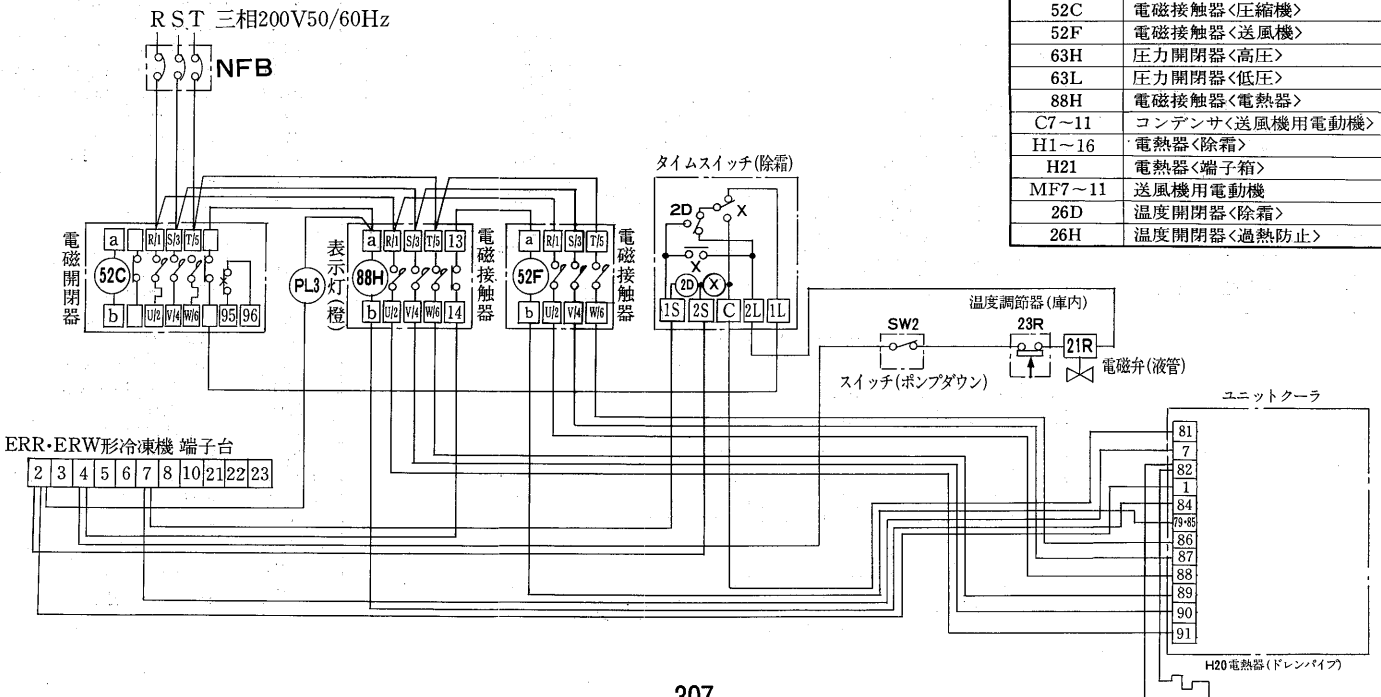 R S T 三相200V50/60Hz
NFB
52C 電磁接触器<圧縮機>
52F 電磁接触器<送風機>
63H 圧力開閉器<高圧>
63L 圧力開閉器<低圧>
88H 電磁接触器<電熱器>
C7~11 コンデンサ<送風機用電動機>
H1~16 電熱器<除霜>
H21 電熱器<端子箱>
MF7~11 送風機用電動機
26D 温度開閉器<除霜>
26H 温度開閉器<過熱防止>
電磁開閉器
a R/1 S/3 T/5
52C
b U/2 V/4 W/6 95 96
表示灯(橙)
PL3
a R/1 S/3 T/5 13
88H
b U/2 V/4 W/6 14
電磁接触器
a R/1 S/3 T/5
52F
b U/2 V/4 W/6
電磁接触器
タイムスイッチ(除霜)
2D X
X
2D X
1S 2S C 2L 1L
温度調節器(庫内)
SW2 23R
21R
スイッチ(ポンプダウン)
電磁弁(液管)
ERR・ERW形冷凍機 端子台
2 3 4 5 6 7 8 10 21 22 23
ユニットクーラ
81
7
82
1
84
79・85
86
87
88
89
90
91
H20電熱器(ドレンパイプ)
307